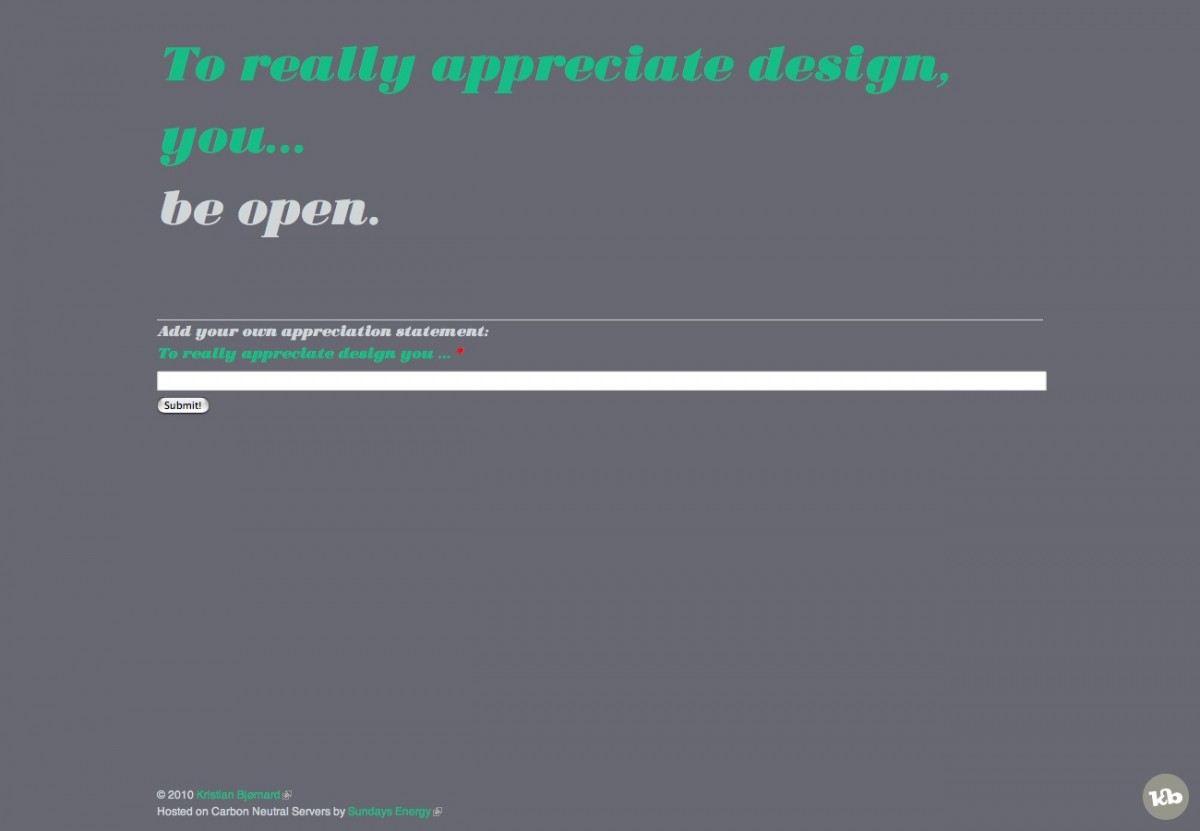 To really appreciate design,
you...
be open.
Add your own appreciation statement:
To really appreciate design you ... *
Submit!
© 2010 Kristian Bjørnard
Hosted on Carbon Neutral Servers by Sundays Energy
kb